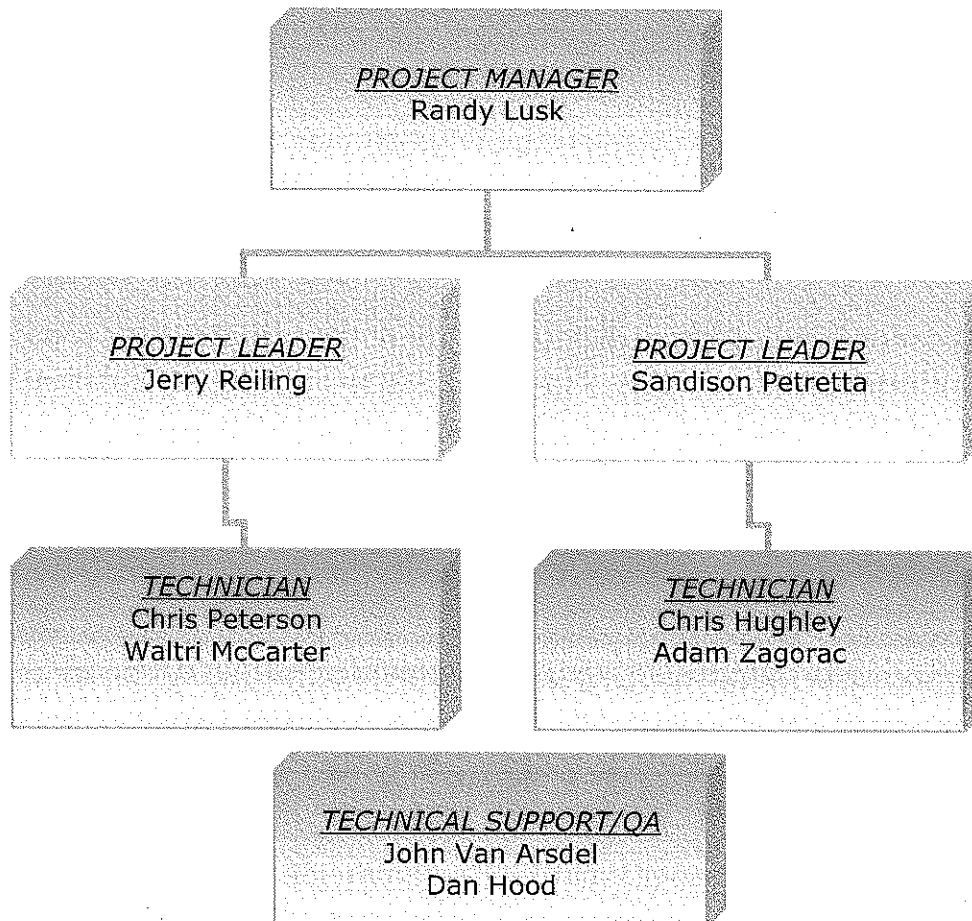 PROJECT MANAGER
Randy Lusk
PROJECT LEADER
Jerry Reiling
PROJECT LEADER
Sandison Petretta
TECHNICIAN
Chris Peterson
Waltri McCarter
TECHNICIAN
Chris Hughley
Adam Zagorac
TECHNICAL SUPPORT/QA
John Van Arsdel
Dan Hood